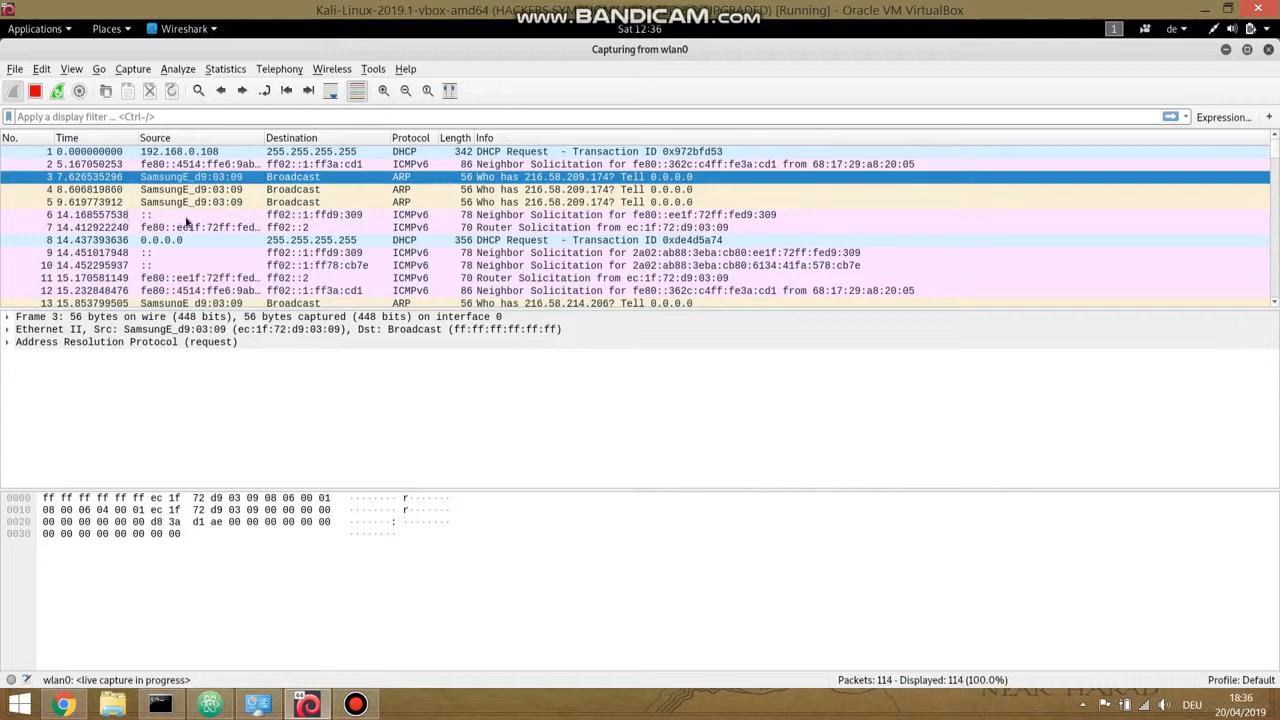 Kali-Linux-2019.1-vbox-amd64 (HACKERS SYMPHONY UPDATED & UPGRADED) [Running] - Oracle VM VirtualBox
www.BANDICAM.com
Applications Places Wireshark Sat 12:36 1 de
Capturing from wlan0
File Edit View Go Capture Analyze Statistics Telephony Wireless Tools Help
Apply a display filter ... <Ctrl-/> Expression... +
No. Time Source Destination Protocol Length Info
1 0.000000000 192.168.0.108 255.255.255.255 DHCP 342 DHCP Request - Transaction ID 0x972bfd53
2 5.167050253 fe80::4514:ffe6:9ab… ff02::1:ff3a:cd1 ICMPv6 86 Neighbor Solicitation for fe80::362c:c4ff:fe3a:cd1 from 68:17:29:a8:20:05
3 7.626535296 SamsungE_d9:03:09 Broadcast ARP 56 Who has 216.58.209.174? Tell 0.0.0.0
4 8.606819860 SamsungE_d9:03:09 Broadcast ARP 56 Who has 216.58.209.174? Tell 0.0.0.0
5 9.619773912 SamsungE_d9:03:09 Broadcast ARP 56 Who has 216.58.209.174? Tell 0.0.0.0
6 14.168557538 :: ff02::1:ffd9:309 ICMPv6 78 Neighbor Solicitation for fe80::ee1f:72ff:fed9:309
7 14.412922240 fe80::ee1f:72ff:fed… ff02::2 ICMPv6 70 Router Solicitation from ec:1f:72:d9:03:09
8 14.437393636 0.0.0.0 255.255.255.255 DHCP 356 DHCP Request - Transaction ID 0xde4d5a74
9 14.451017948 :: ff02::1:ffd9:309 ICMPv6 78 Neighbor Solicitation for 2a02:ab88:3eba:cb80:ee1f:72ff:fed9:309
10 14.452295937 :: ff02::1:ff78:cb7e ICMPv6 78 Neighbor Solicitation for 2a02:ab88:3eba:cb80:6134:41fa:578:cb7e
11 15.170581149 fe80::ee1f:72ff:fed… ff02::2 ICMPv6 70 Router Solicitation from ec:1f:72:d9:03:09
12 15.232848476 fe80::4514:ffe6:9ab… ff02::1:ff3a:cd1 ICMPv6 86 Neighbor Solicitation for fe80::362c:c4ff:fe3a:cd1 from 68:17:29:a8:20:05
13 15.853799505 SamsungE_d9:03:09 Broadcast ARP 56 Who has 216.58.214.206? Tell 0.0.0.0
Frame 3: 56 bytes on wire (448 bits), 56 bytes captured (448 bits) on interface 0
Ethernet II, Src: SamsungE_d9:03:09 (ec:1f:72:d9:03:09), Dst: Broadcast (ff:ff:ff:ff:ff:ff)
Address Resolution Protocol (request)
0000 ff ff ff ff ff ff ec 1f 72 d9 03 09 08 06 00 01 ········ r·······
0010 08 00 06 04 00 01 ec 1f 72 d9 03 09 00 00 00 00 ········ r·······
0020 00 00 00 00 00 00 d8 3a d1 ae 00 00 00 00 00 00 ·······: ········
0030 00 00 00 00 00 00 00 00 ········
wlan0: <live capture in progress> Packets: 114 · Displayed: 114 (100.0%) Profile: Default
NEAR HARAD
64
DEU
18:36
20/04/2019